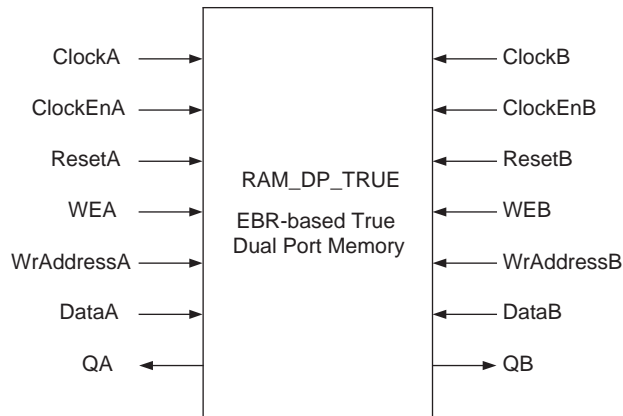 ClockA
ClockB
ClockEnA
ClockEnB
ResetA
ResetB
RAM_DP_TRUE
WEA
WEB
EBR-based True
Dual Port Memory
WrAddressA
WrAddressB
DataA
DataB
QA
QB